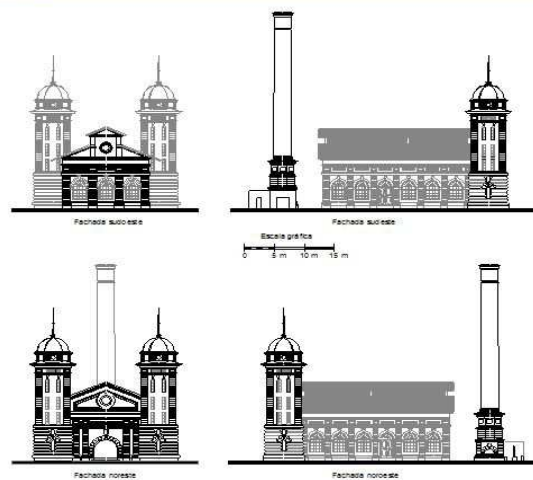 Fachada sudoeste
Fachada sudeste
Escala gráfica
0 5 m 10 m 15 m
Fachada noreste
Fachada noroeste